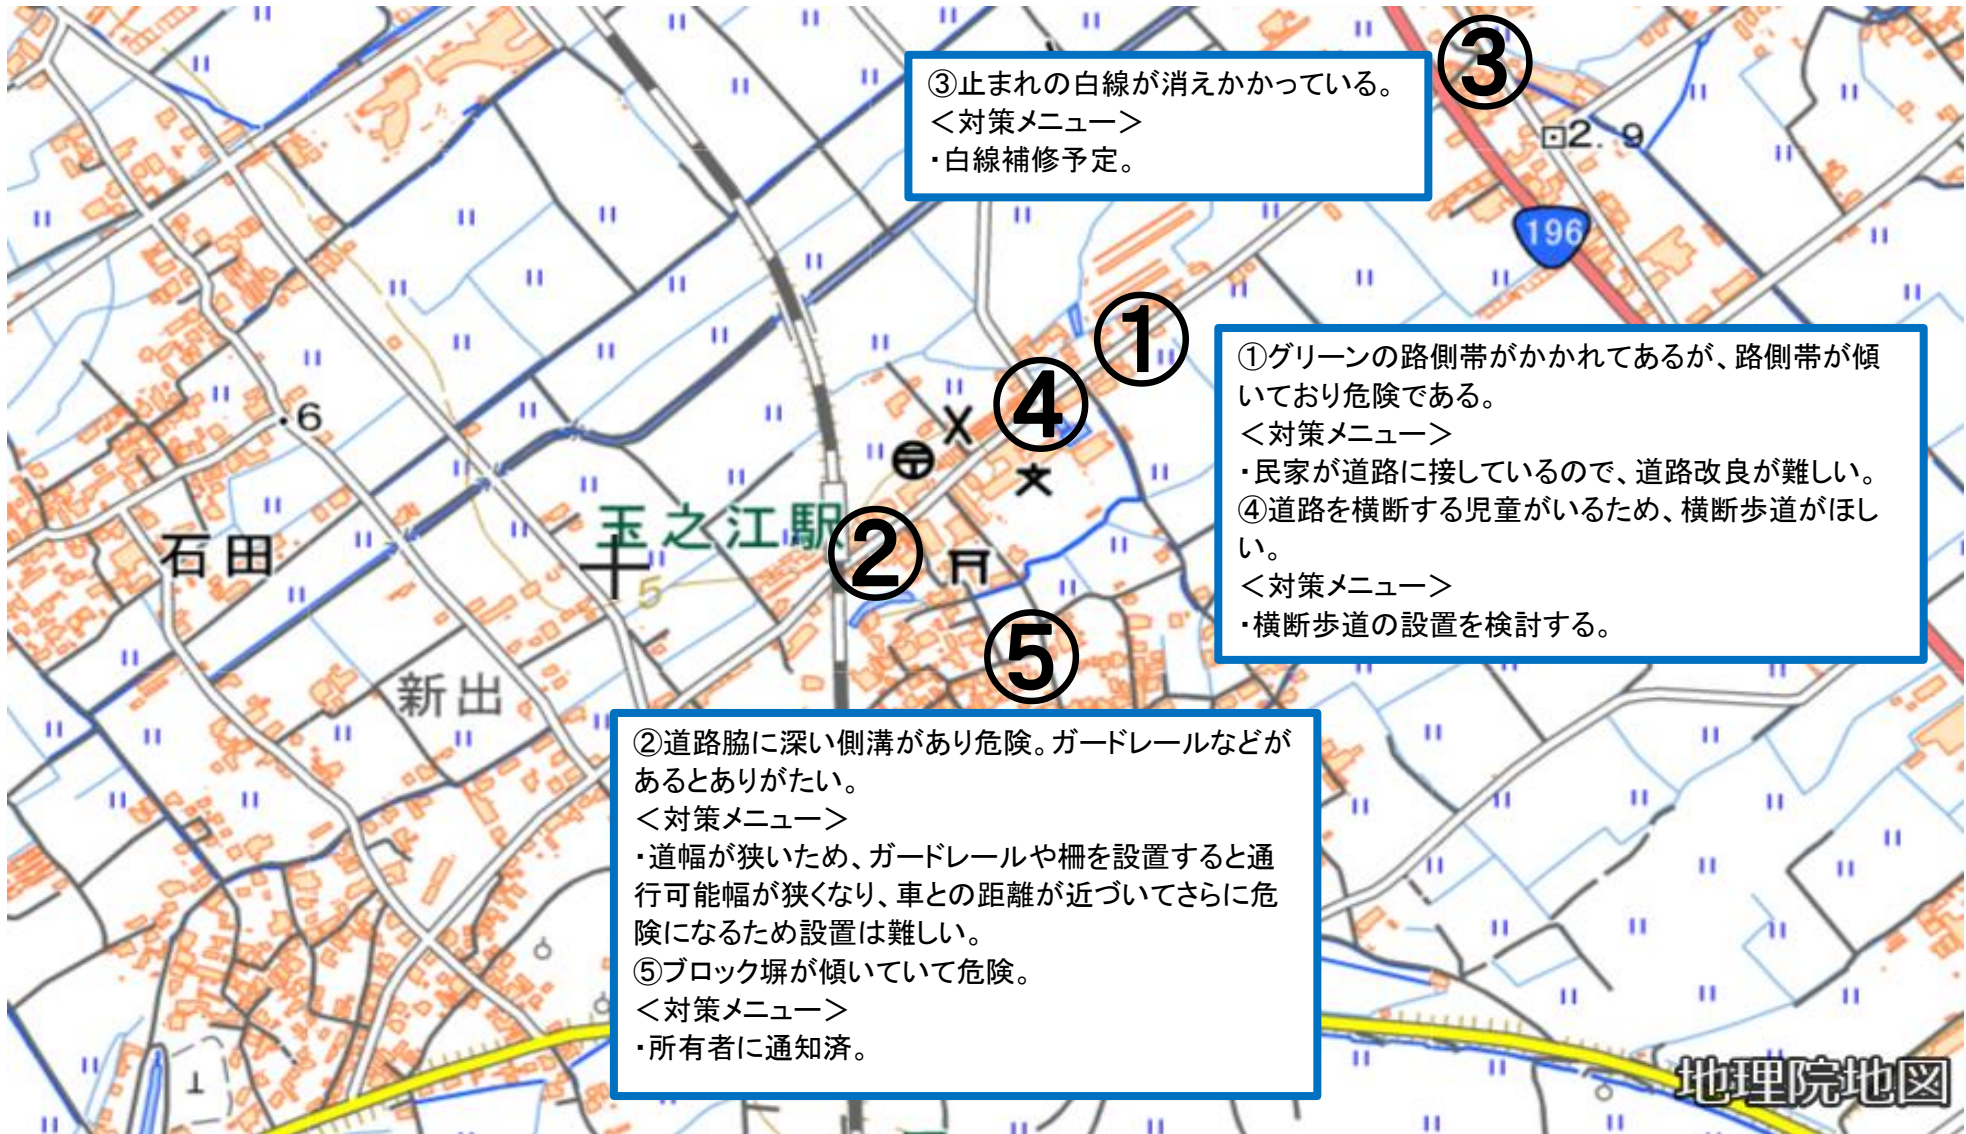 ③
③止まれの白線が消えかかっている。
＜対策メニュー＞
・白線補修予定。
2.9
196
①
①グリーンの路側帯がかかれてあるが、路側帯が傾
いており危険である。
＜対策メニュー＞
・民家が道路に接しているので、道路改良が難しい。
④道路を横断する児童がいるため、横断歩道がほし
い。
＜対策メニュー＞
・横断歩道の設置を検討する。
④
6
玉之江駅
②
石田
5
⑤
新出
②道路脇に深い側溝があり危険。ガードレールなどが
あるとありがたい。
＜対策メニュー＞
・道幅が狭いため、ガードレールや柵を設置すると通
行可能幅が狭くなり、車との距離が近づいてさらに危
険になるため設置は難しい。
⑤ブロック塀が傾いていて危険。
＜対策メニュー＞
・所有者に通知済。
地理院地図